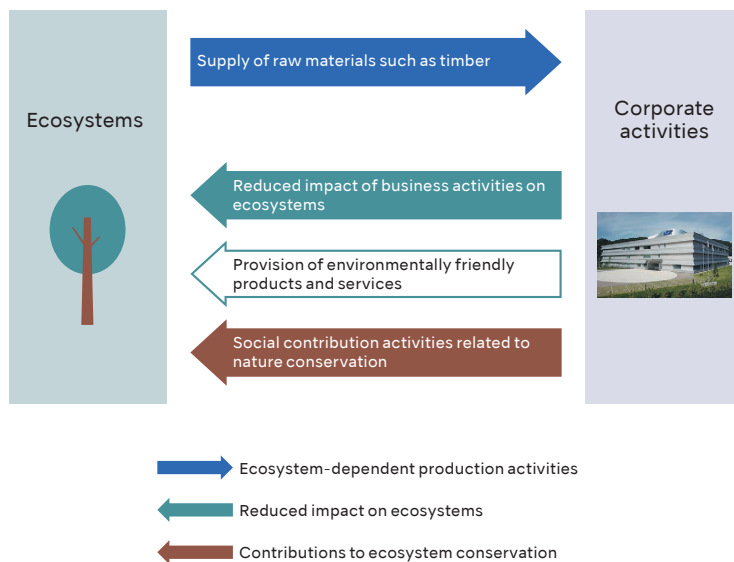 Supply of raw materials such as timber
Ecosystems
Corporate
activities
Reduced impact of business activities on
ecosystems
Provision of environmentally friendly
products and services
Social contribution activities related to
nature conservation
Ecosystem-dependent production activities
Reduced impact on ecosystems
Contributions to ecosystem conservation